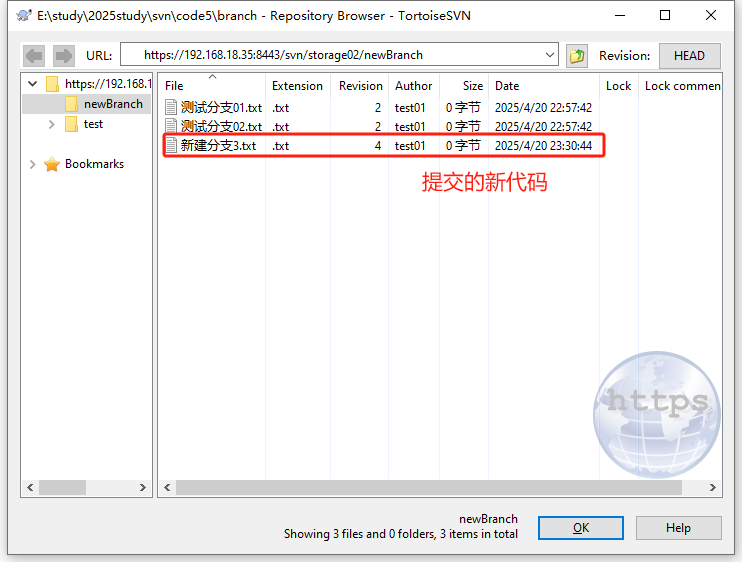 E:\study\2025study\svn\code5\branch - Repository Browser - TortoiseSVN
URL: https://192.168.18.35:8443/svn/storage02/newBranch Revision: HEAD
https://192.168.1
newBranch
test
Bookmarks
File Extension Revision Author Size Date Lock Lock commen
测试分支01.txt .txt 2 test01 0 字节 2025/4/20 22:57:42
测试分支02.txt .txt 2 test01 0 字节 2025/4/20 22:57:42
新建分支3.txt .txt 4 test01 0 字节 2025/4/20 23:30:44
提交的新代码
https
newBranch
Showing 3 files and 0 folders, 3 items in total
OK Help